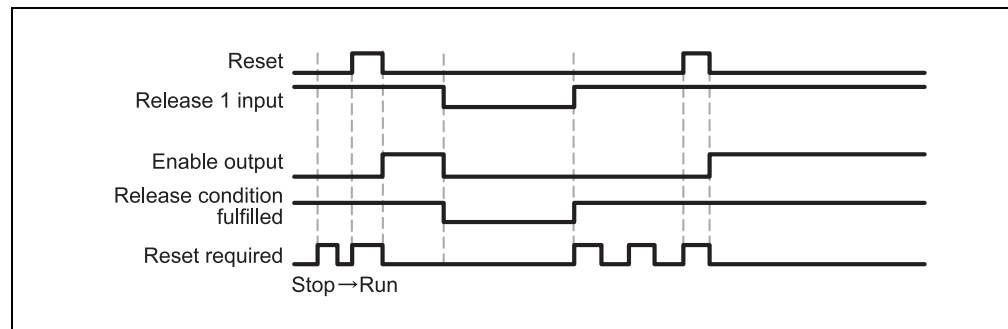 Reset
Release 1 input
Enable output
Release condition
fulfilled
Reset required
Stop→Run